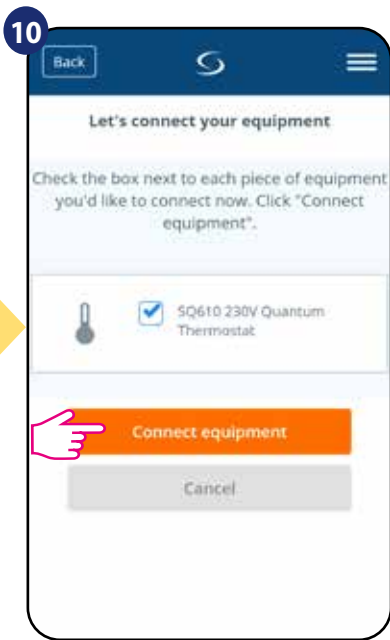 10
Back
Let's connect your equipment
Check the box next to each piece of equipment
you'd like to connect now. Click "Connect
equipment".
SQ610 230V Quantum
Thermostat
Connect equipment
Cancel